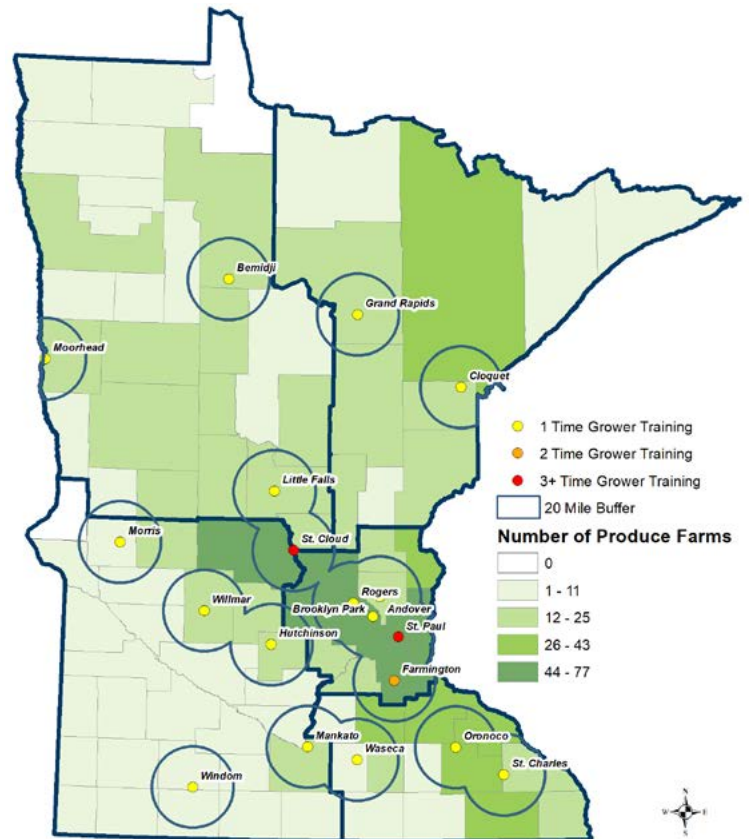 Bemidji
Grand Rapids
Moorhead
Cloquet
1 Time Grower Training
2 Time Grower Training
3+ Time Grower Training
20 Mile Buffer
Number of Produce Farms
0
1 - 11
12 - 25
26 - 43
44 - 77
Little Falls
Morris
St. Cloud
Rogers
Willmar
Brooklyn Park
Andover
St. Paul
Hutchinson
Farmington
Mankato
Waseca
Oronoco
St. Charles
Windom
N
W
E
S